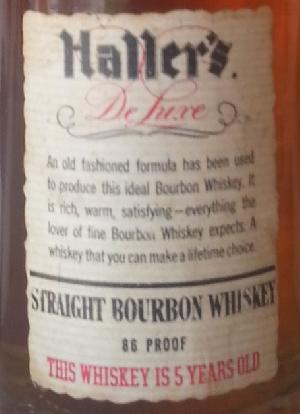 Haller's.
De Luxe
An old fashioned formula has been used
to produce this ideal Bourbon Whiskey. It
is rich, warm, satisfying—everything the
lover of fine Bourbon Whiskey expects. A
whiskey that you can make a lifetime choice.
STRAIGHT BOURBON WHISKEY
86 PROOF
THIS WHISKEY IS 5 YEARS OLD